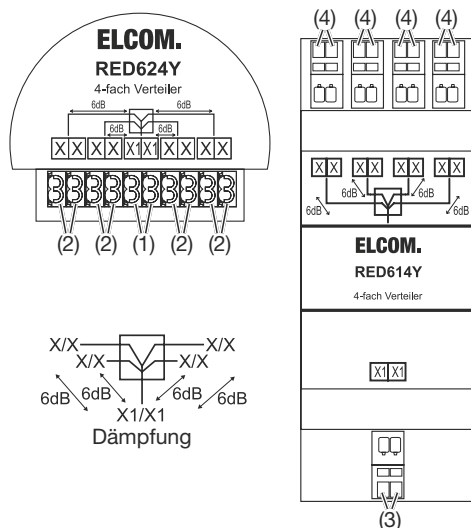 ELCOM.
RED624Y
4-fach Verteiler
6dB 6dB
6dB 6dB
X X X X X1 X1 X X X X
(2) (2) (1) (2) (2)
X/X X/X
X/X X/X
6dB 6dB 6dB 6dB
X1/X1
Dämpfung
(4) (4) (4) (4)
X X X X X X X X
6dB 6dB
6dB 6dB
ELCOM.
RED614Y
4-fach Verteiler
X1 X1
(3)